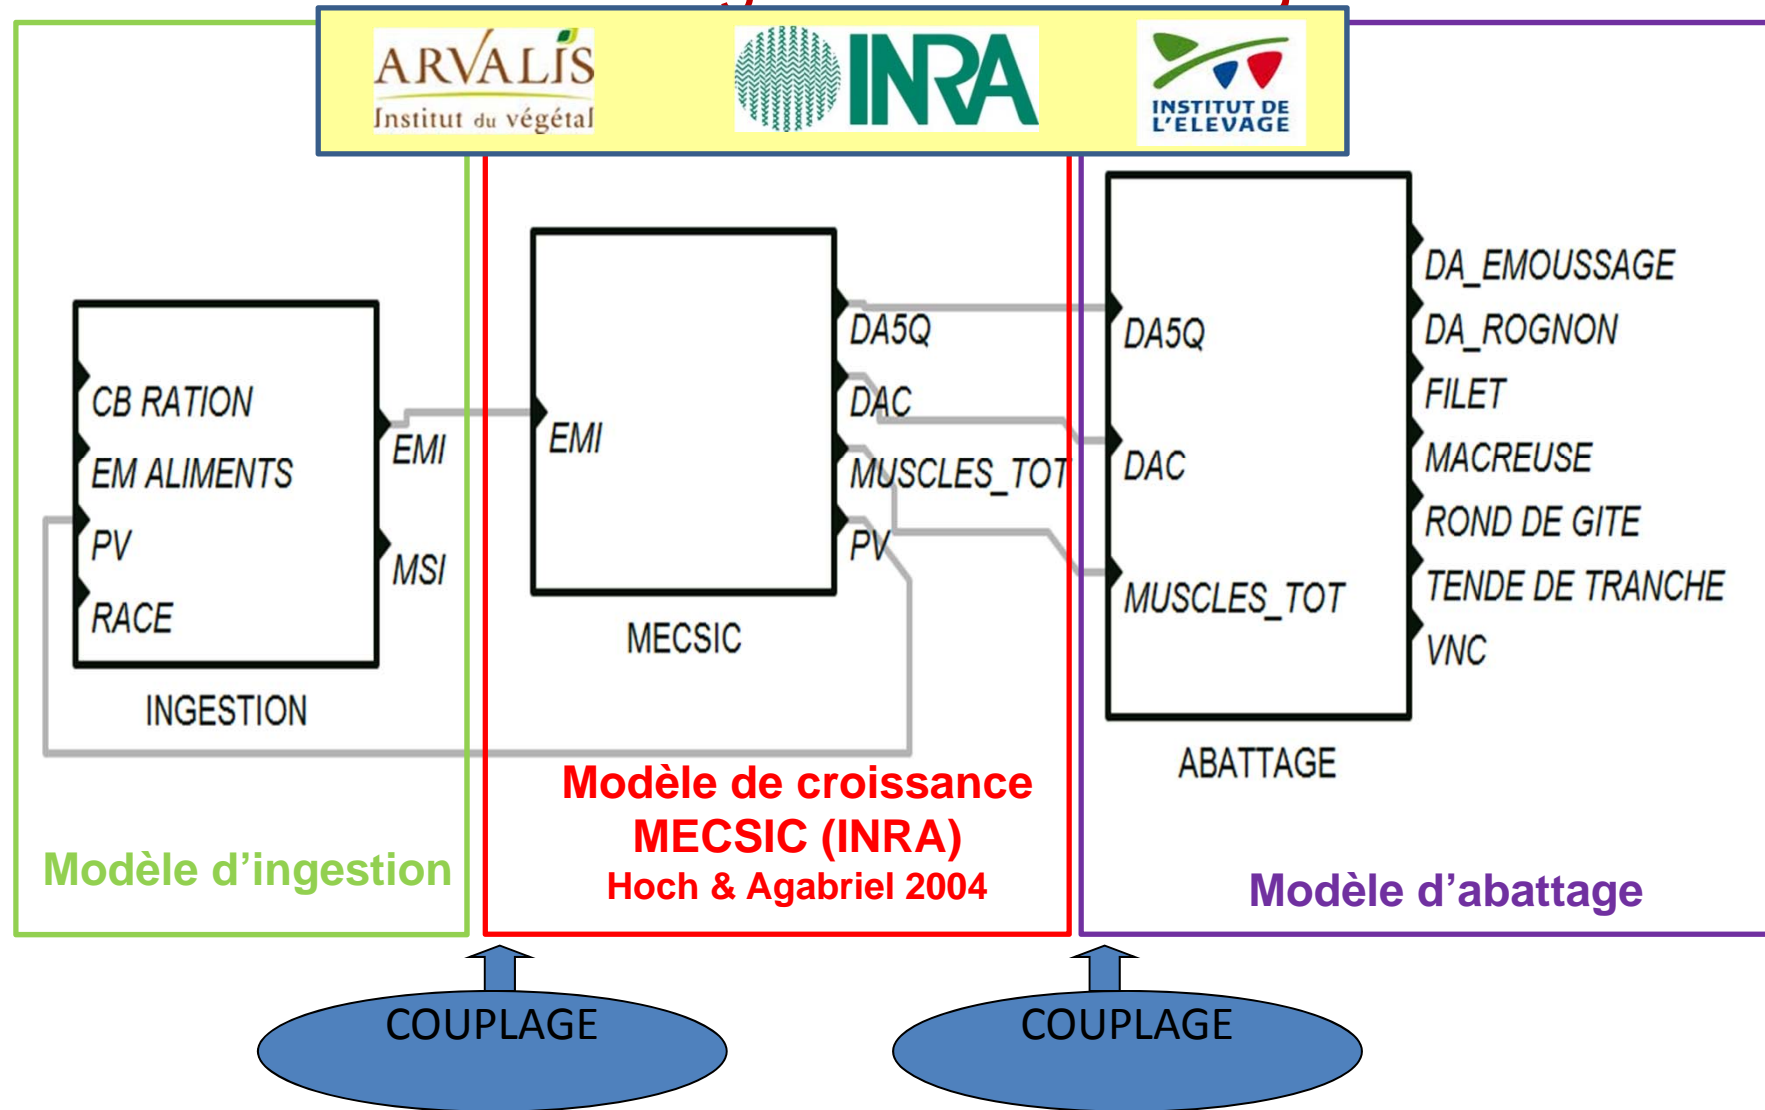 ARVALIS
Institut du végétal
INRA
INSTITUT DE
L'ELEVAGE
CB RATION
EM ALIMENTS
PV
RACE
EMI
MSI
INGESTION
Modèle d'ingestion
EMI
DA5Q
DAC
MUSCLES_TOT
PV
MECSIC
Modèle de croissance
MECSIC (INRA)
Hoch & Agabriel 2004
DA5Q
DAC
MUSCLES_TOT
DA_EMOUSSAGE
DA_ROGNON
FILET
MACREUSE
ROND DE GITE
TENDE DE TRANCHE
VNC
ABATTAGE
Modèle d'abattage
COUPLAGE
COUPLAGE